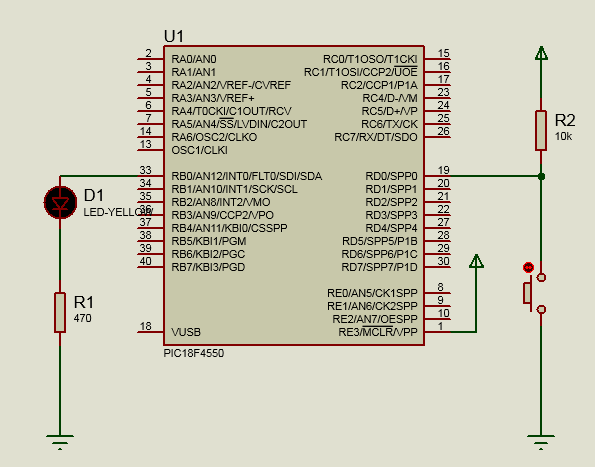 U1
2 RA0/AN0 RC0/T1OSO/T1CKI 15
3 RA1/AN1 RC1/T1OSI/CCP2/UOE 16
4 RA2/AN2/VREF-/CVREF RC2/CCP1/P1A 17
5 RA3/AN3/VREF+ RC4/D-/VM 23
6 RA4/T0CKI/C1OUT/RCV RC5/D+/VP 24
7 RA5/AN4/SS/LVDIN/C2OUT RC6/TX/CK 25
14 RA6/OSC2/CLKO RC7/RX/DT/SDO 26
13 OSC1/CLKI
R2
10k
33 RB0/AN12/INT0/FLT0/SDI/SDA RD0/SPP0 19
34 RB1/AN10/INT1/SCK/SCL RD1/SPP1 20
35 RB2/AN8/INT2/VMO RD2/SPP2 21
36 RB3/AN9/CCP2/VPO RD3/SPP3 22
37 RB4/AN11/KBI0/CSSPP RD4/SPP4 27
38 RB5/KBI1/PGM RD5/SPP5/P1B 28
39 RB6/KBI2/PGC RD6/SPP6/P1C 29
40 RB7/KBI3/PGD RD7/SPP7/P1D 30
D1
LED-YELLOW
RE0/AN5/CK1SPP 8
RE1/AN6/CK2SPP 9
RE2/AN7/OESPP 10
18 VUSB RE3/MCLR/VPP 1
R1
470
PIC18F4550